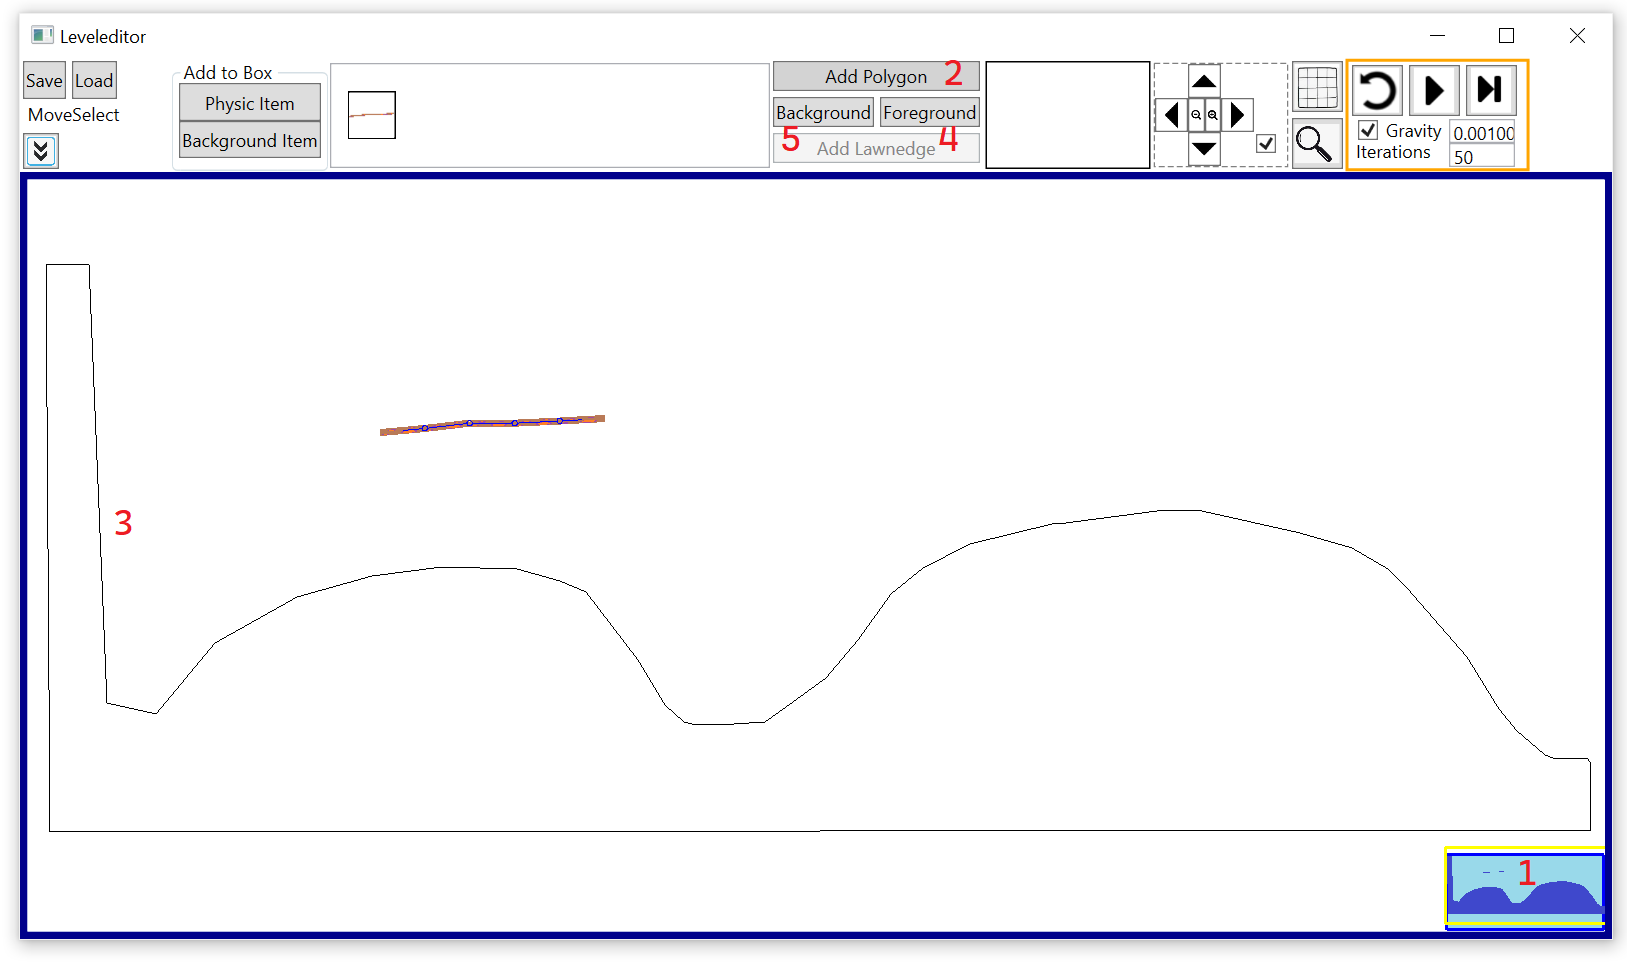 Leveleditor
Save Load
MoveSelect
Add to Box
Physic Item
Background Item
Add Polygon 2
Background Foreground
5 Add Lawnedge 4
Gravity 0.00100
Iterations 50
3
1